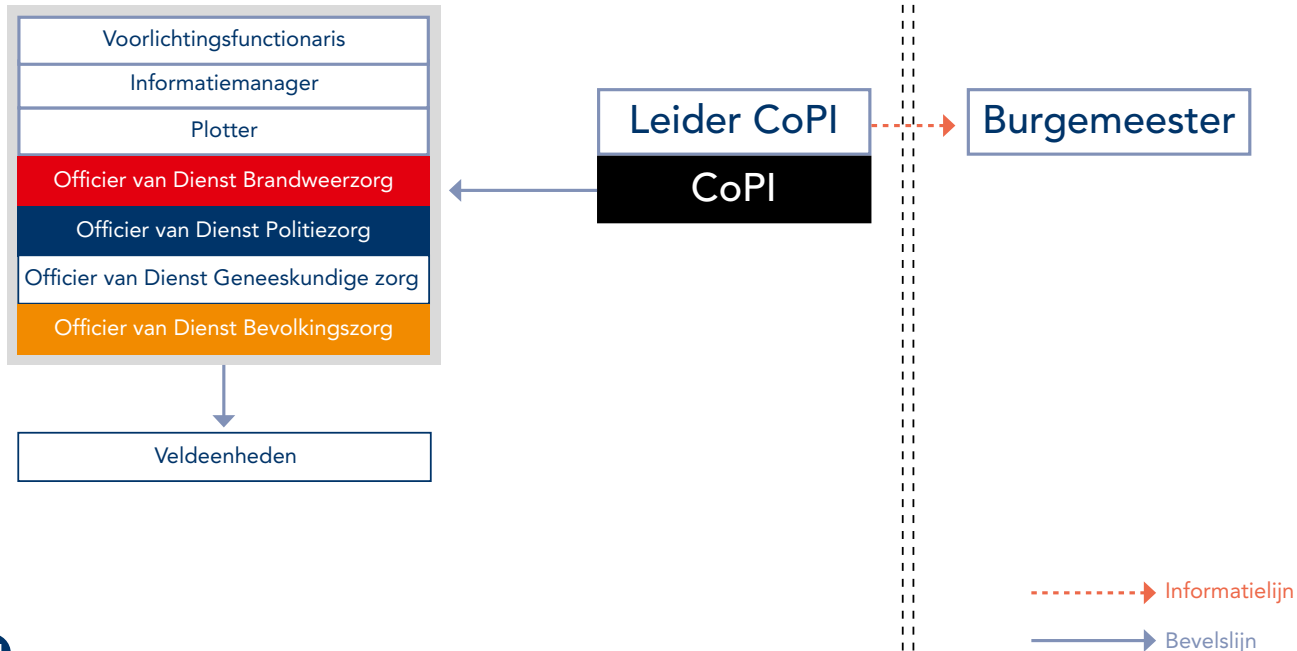 Voorlichtingsfunctionaris
Informatiemanager
Plotter
Officier van Dienst Brandweerzorg
Officier van Dienst Politiezorg
Officier van Dienst Geneeskundige zorg
Officier van Dienst Bevolkingszorg
Veldeenheden
Leider CoPI
CoPI
Burgemeester
Informatielijn
Bevelslijn